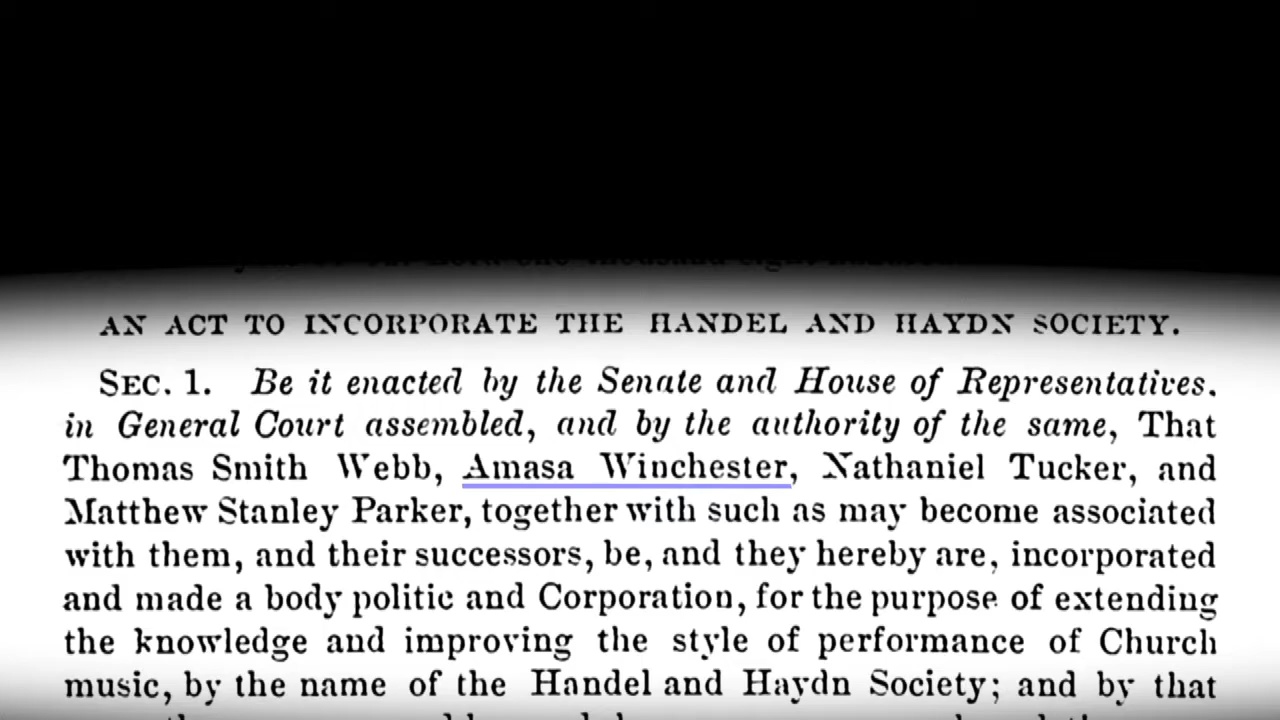 AN ACT TO INCORPORATE THE HANDEL AND HAYDN SOCIETY.
SEC. 1. Be it enacted by the Senate and House of Representatives.
in General Court assembled, and by the authority of the same, That
Thomas Smith Webb, Amasa Winchester, Nathaniel Tucker, and
Matthew Stanley Parker, together with such as may become associated
with them, and their successors, be, and they hereby are, incorporated
and made a body politic and Corporation, for the purpose of extending
the knowledge and improving the style of performance of Church
music, by the name of the Handel and Haydn Society; and by that